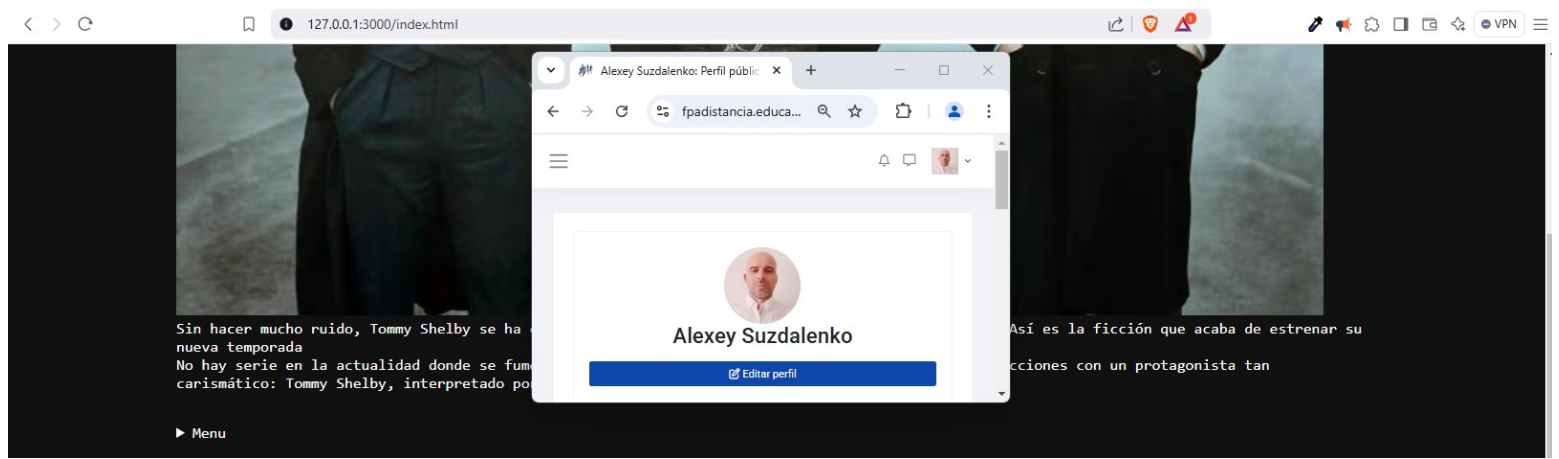 127.0.0.1:3000/index.html
VPN
Alexey Suzdalenko: Perfil públic
fpadistancia.educa...
Alexey Suzdalenko
Editar perfil
Sin hacer mucho ruido, Tommy Shelby se ha Así es la ficción que acaba de estrenar su
nueva temporada
No hay serie en la actualidad donde se fum cciones con un protagonista tan
carismático: Tommy Shelby, interpretado po
Menu